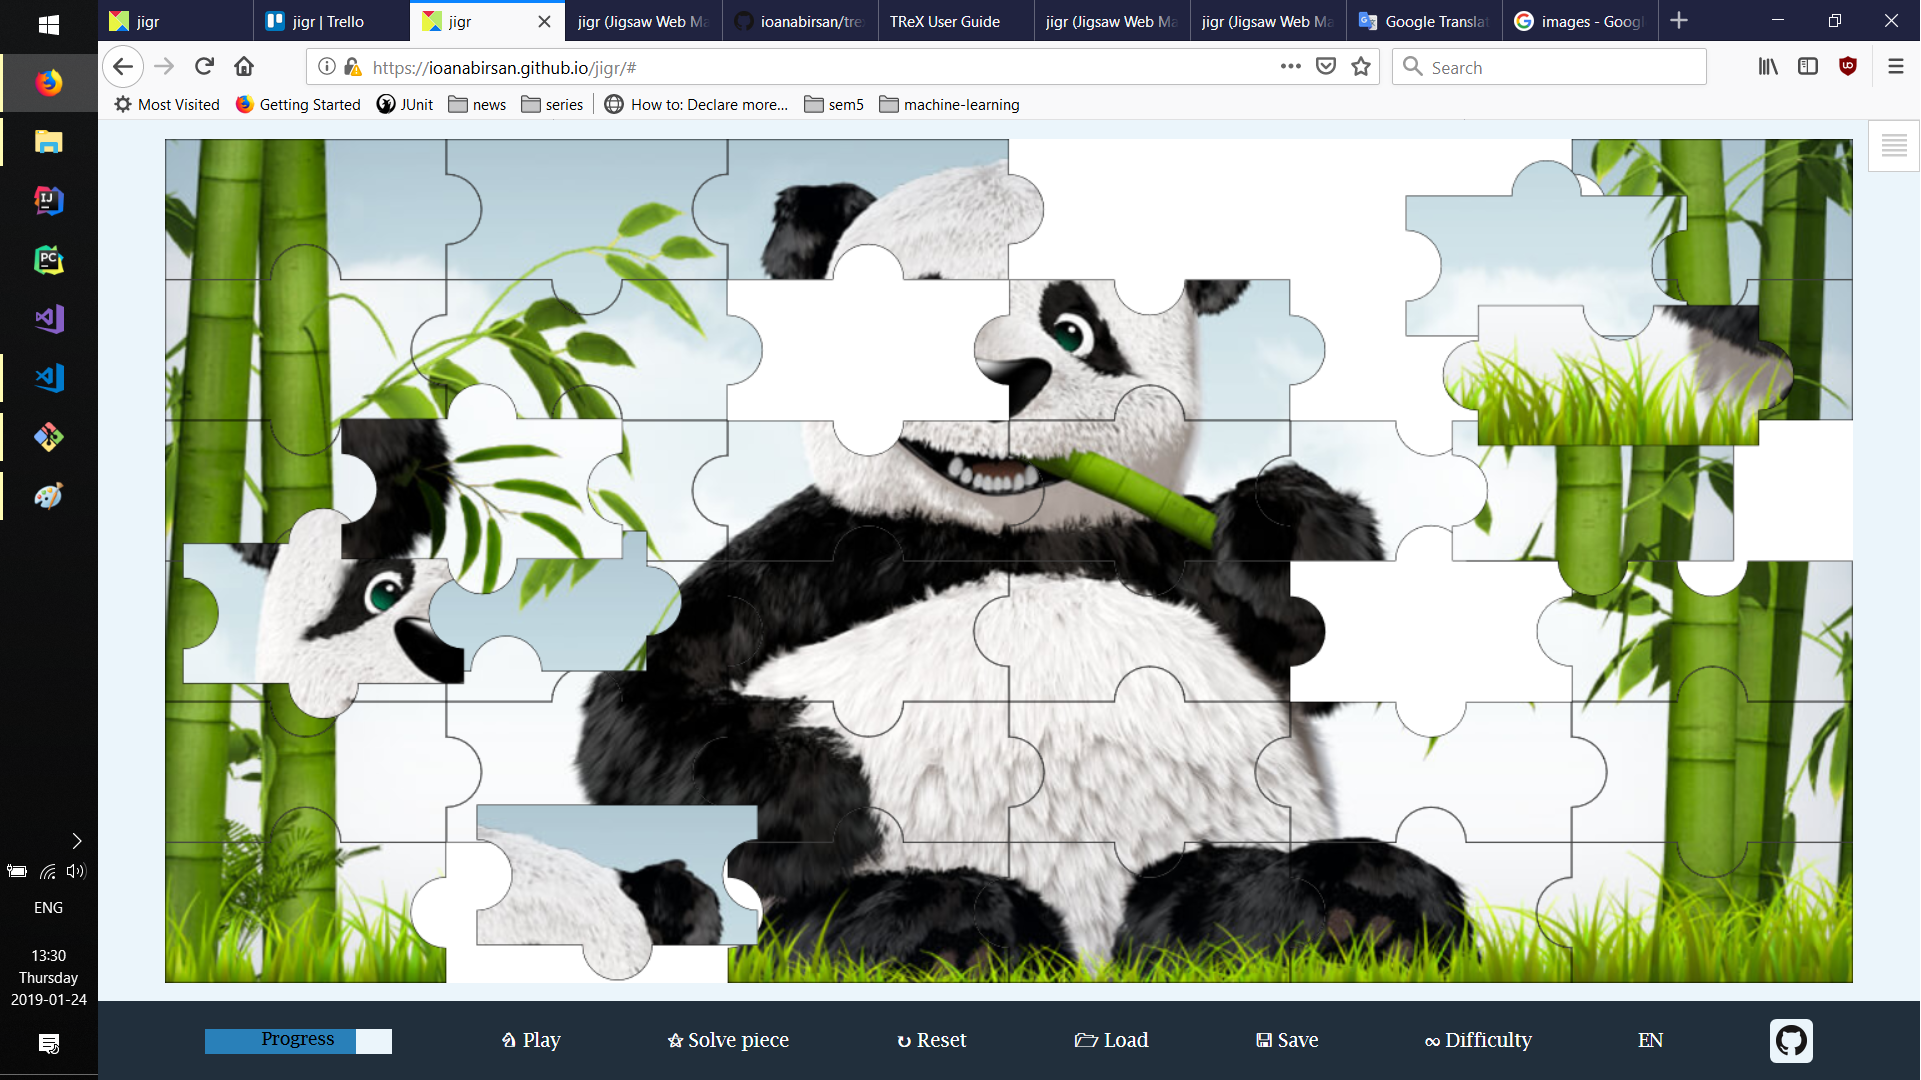 jigr
jigr | Trello
jigr
jigr (Jigsaw Web Ma
ioanabirsan/tre
TReX User Guide
jigr (Jigsaw Web Ma
jigr (Jigsaw Web Ma
Google Translat
images - Googl
https://ioanabirsan.github.io/jigr/#
Search
Most Visited
Getting Started
JUnit
news
series
How to: Declare more...
sem5
machine-learning
ENG
13:30
Thursday
2019-01-24
Progress
Play
Solve piece
Reset
Load
Save
Difficulty
EN